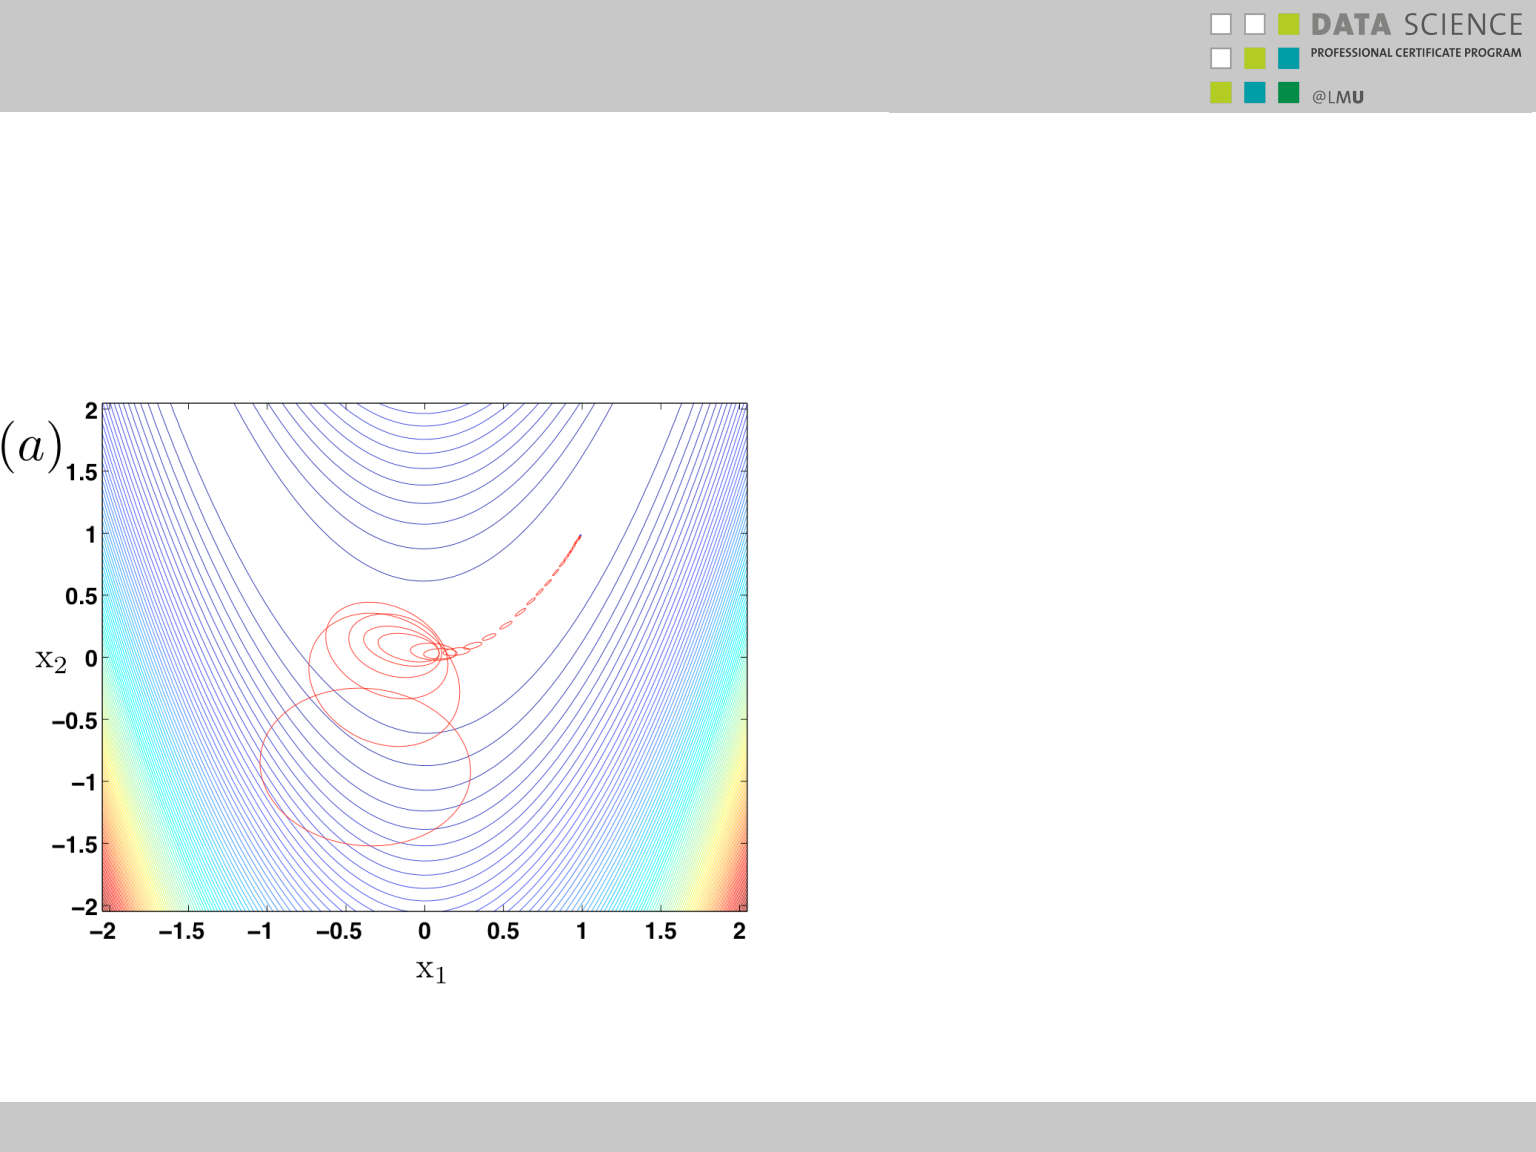 DATA SCIENCE
PROFESSIONAL CERTIFICATE PROGRAM
@LMU
(a)
2
1.5
1
0.5
x₂ 0
−0.5
−1
−1.5
−2
−2 −1.5 −1 −0.5 0 0.5 1 1.5 2
x₁